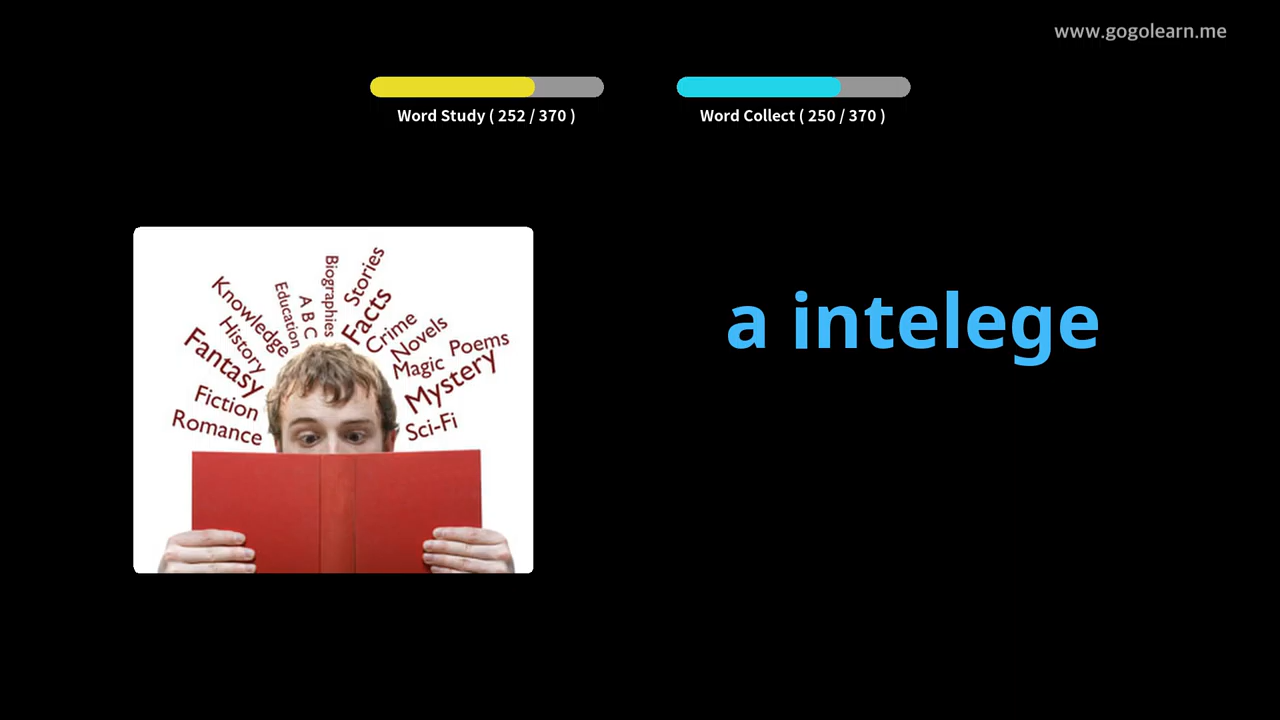 www.gogolearn.me
Word Study ( 252 / 370 )
Word Collect ( 250 / 370 )
a intelege
Knowledge
History
Fantasy
Fiction
Romance
Education
A B C
Biographies
Stories
Facts
Crime
Novels
Magic
Poems
Mystery
Sci-Fi